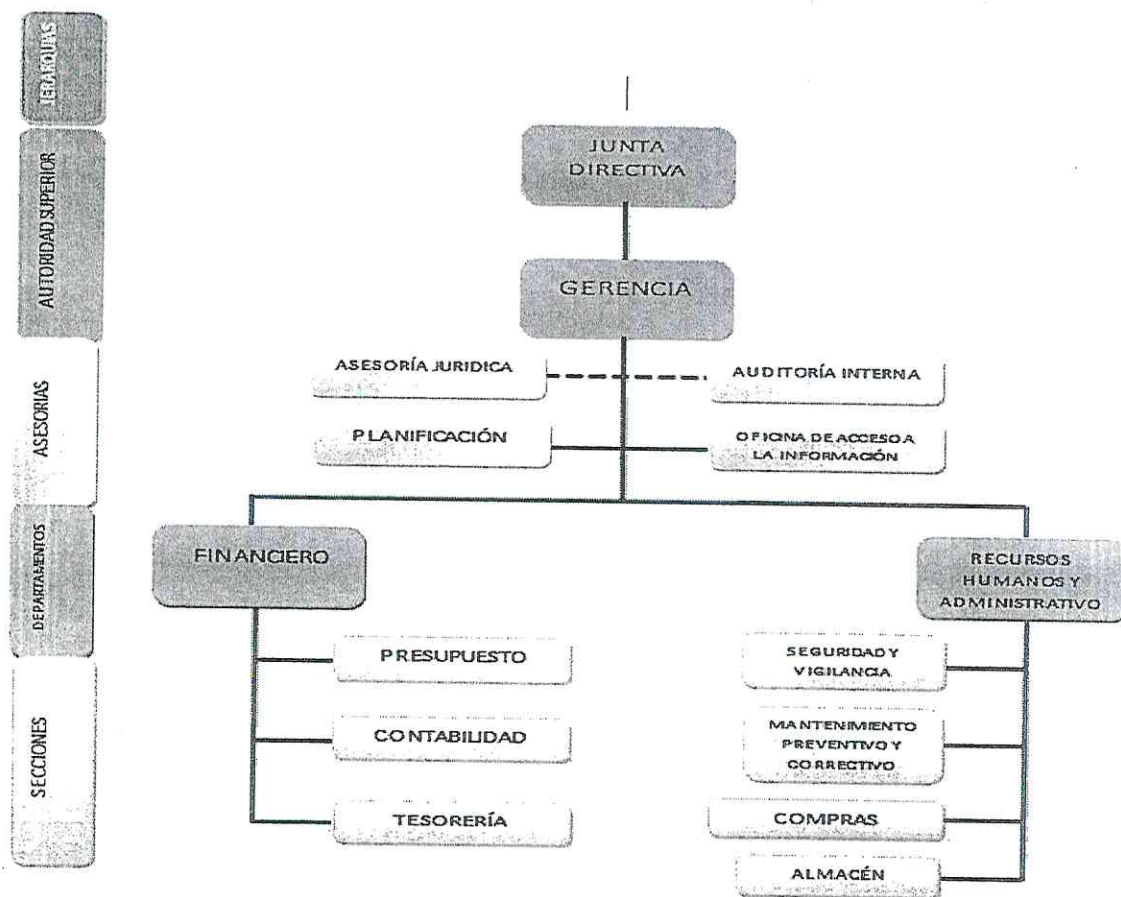 JERARQUIAS
AUTORIDAD SUPERIOR
ASESORIAS
DEPARTAMENTOS
SECCIONES
JUNTA
DIRECTIVA
GERENCIA
ASESORÍA JURIDICA
AUDITORÍA INTERNA
PLANIFICACIÓN
OFICINA DE ACCESO A
LA INFORMACIÓN
FINANCIERO
RECURSOS
HUMANOS Y
ADMINISTRATIVO
PRESUPUESTO
CONTABILIDAD
TESORERÍA
SEGURIDAD Y
VIGILANCIA
MANTENIMIENTO
PREVENTIVO Y
CORRECTIVO
COMPRAS
ALMACÉN